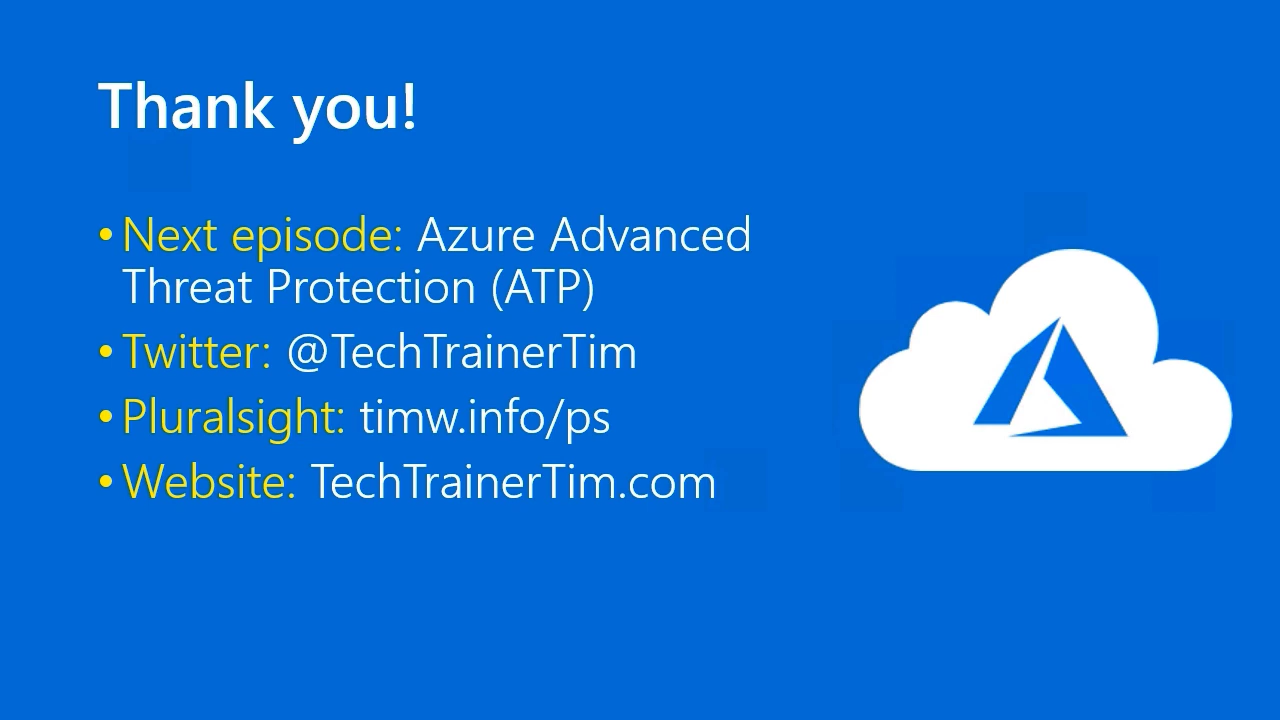 Thank you!
• Next episode: Azure Advanced
Threat Protection (ATP)
• Twitter: @TechTrainerTim
• Pluralsight: timw.info/ps
• Website: TechTrainerTim.com